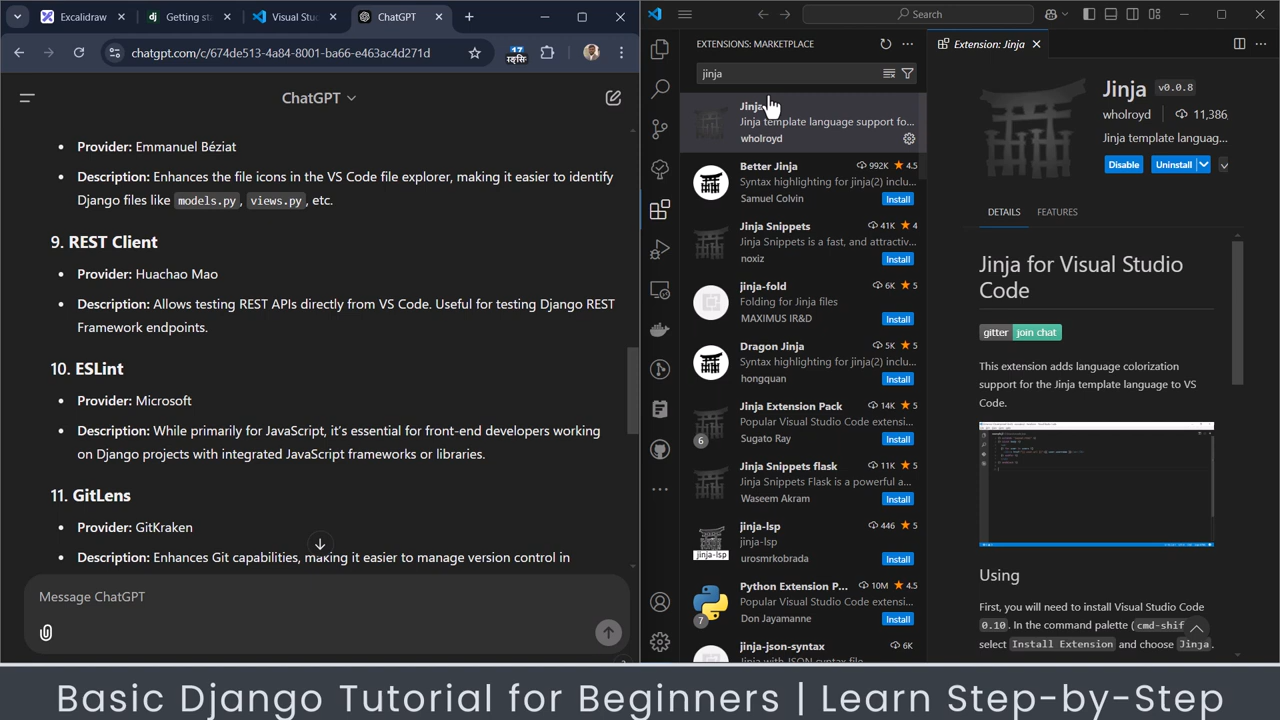 Excalidraw
Getting sta
Visual Stud
ChatGPT
chatgpt.com/c/674de513-4a84-8001-ba66-e463ac4d271d
17
ChatGPT
Provider: Emmanuel Béziat
Description: Enhances the file icons in the VS Code file explorer, making it easier to identify
Django files like models.py, views.py, etc.
9. REST Client
Provider: Huachao Mao
Description: Allows testing REST APIs directly from VS Code. Useful for testing Django REST
Framework endpoints.
10. ESLint
Provider: Microsoft
Description: While primarily for JavaScript, it's essential for front-end developers working
on Django projects with integrated JavaScript frameworks or libraries.
11. GitLens
Provider: GitKraken
Description: Enhances Git capabilities, making it easier to manage version control in
Message ChatGPT
Search
EXTENSIONS: MARKETPLACE
jinja
Jinja
Jinja template language support fo...
wholroyd
Better Jinja 992K 4.5
Syntax highlighting for jinja(2) inclu...
Samuel Colvin Install
Jinja Snippets 41K 4
Jinja Snippets is a fast, and attractiv...
noxiz Install
jinja-fold 6K 5
Folding for Jinja files
MAXIMUS IR&D Install
Dragon Jinja 5K 5
Syntax highlighting for jinja(2) inclu...
hongquan Install
Jinja Extension Pack 14K 5
Popular Visual Studio Code extensi...
6 Sugato Ray Install
Jinja Snippets flask 11K 5
Jinja Snippets Flask is a powerful a...
Waseem Akram Install
jinja-lsp 446 5
jinja-lsp
jinja-lsp urosmrkobrada Install
Python Extension P... 10M 4.5
Popular Visual Studio Code extensi...
7 Don Jayamanne Install
jinja-json-syntax 6K
Jinja with JSON syntax file
Extension: Jinja
Jinja v0.0.8
wholroyd 11,386,
Jinja template languag...
Disable Uninstall
DETAILS FEATURES
Jinja for Visual Studio
Code
gitter join chat
This extension adds language colorization
support for the Jinja template language to VS
Code.
Using
First, you will need to install Visual Studio Code
0.10. In the command palette (cmd-shif
select Install Extension and choose Jinja.
Basic Django Tutorial for Beginners | Learn Step-by-Step